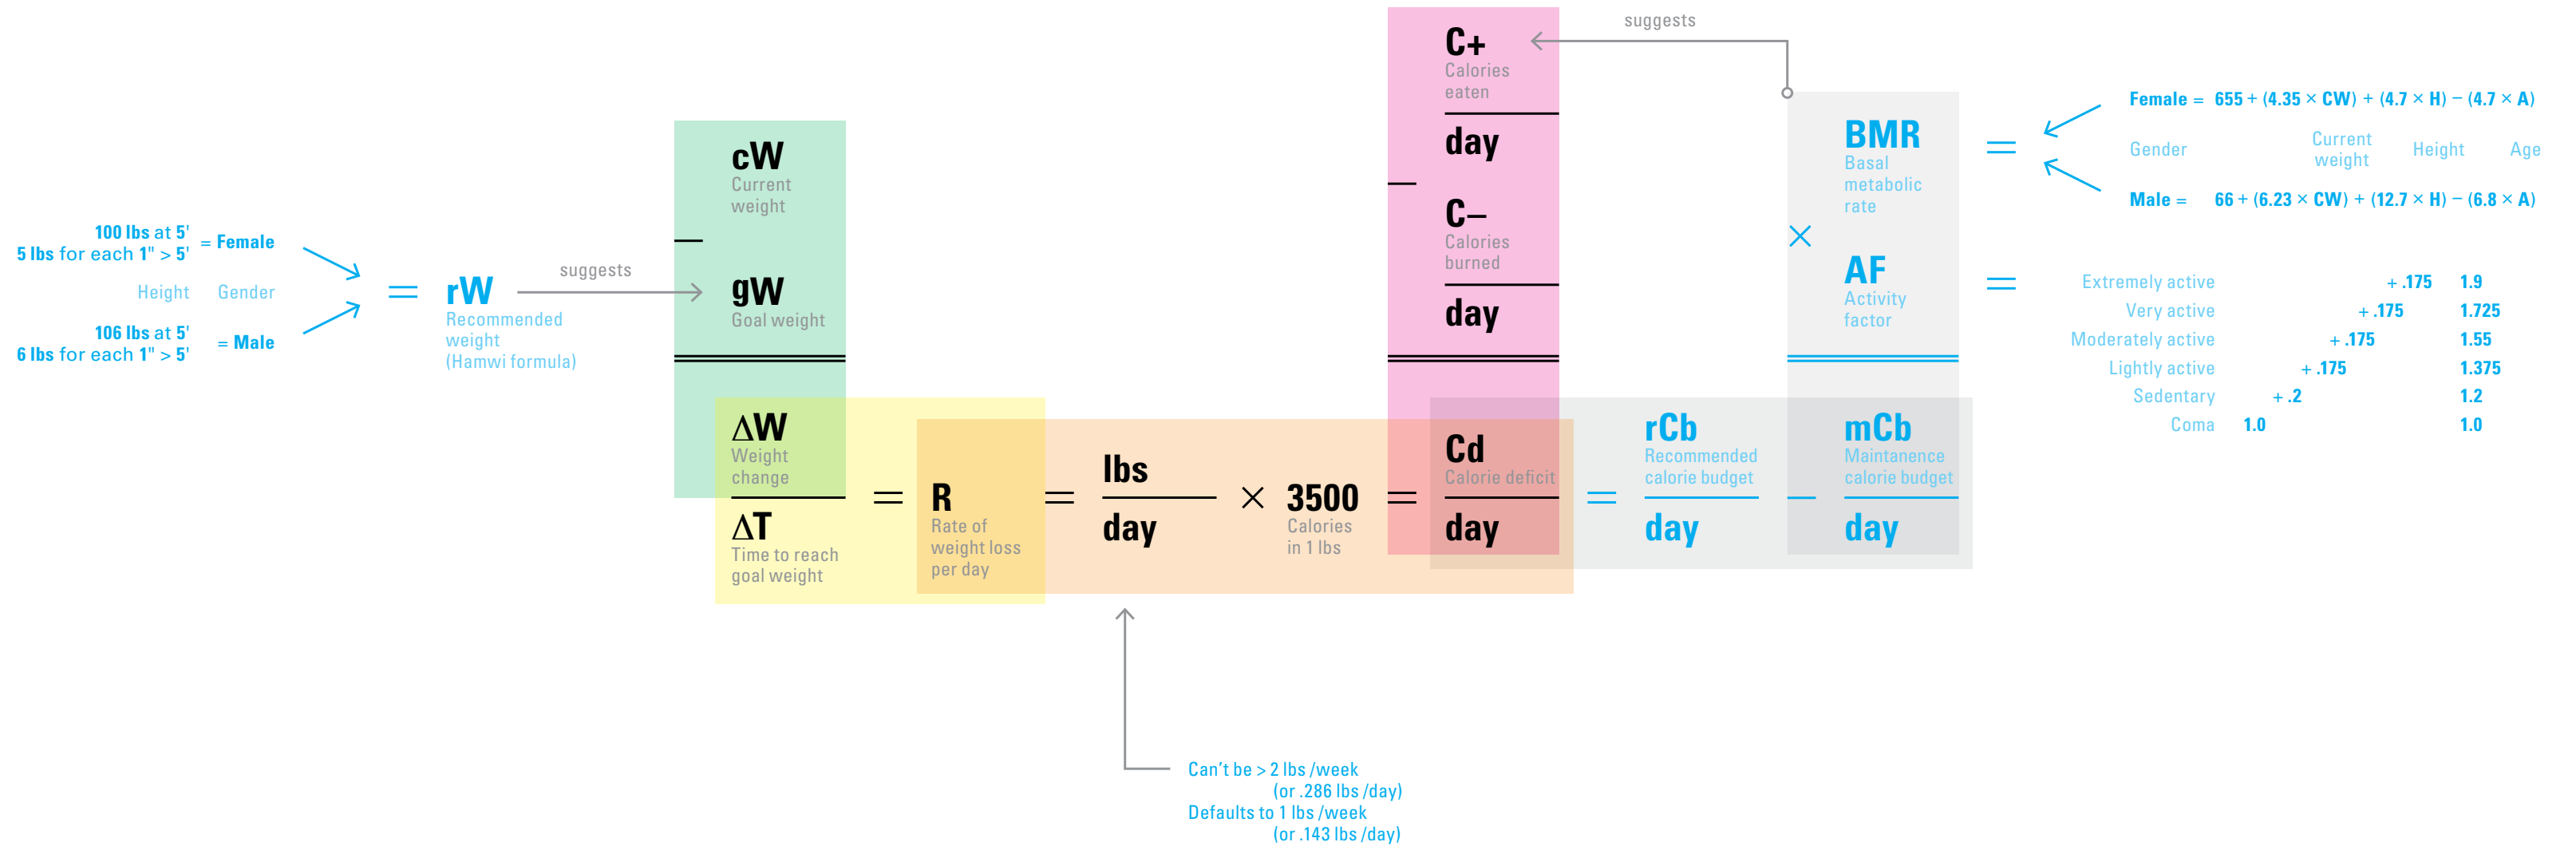 100 lbs at 5'
5 lbs for each 1" > 5'
= Female
Height Gender
106 lbs at 5'
6 lbs for each 1" > 5'
= Male
=
rW
Recommended
weight
(Hamwi formula)
suggests
cW
Current
weight
—
gW
Goal weight
ΔW
Weight
change
ΔT
Time to reach
goal weight
=
R
Rate of
weight loss
per day
=
lbs
day
×
3500
Calories
in 1 lbs
=
Can't be > 2 lbs /week
(or .286 lbs /day)
Defaults to 1 lbs /week
(or .143 lbs /day)
C+
Calories
eaten
day
—
C–
Calories
burned
day
Cd
Calorie deficit
day
=
rCb
Recommended
calorie budget
day
—
mCb
Maintanence
calorie budget
day
suggests
BMR
Basal
metabolic
rate
×
AF
Activity
factor
=
Female = 655 + (4.35 × CW) + (4.7 × H) – (4.7 × A)
Gender Current weight Height Age
Male = 66 + (6.23 × CW) + (12.7 × H) – (6.8 × A)
=
Extremely active + .175 1.9
Very active + .175 1.725
Moderately active + .175 1.55
Lightly active + .175 1.375
Sedentary + .2 1.2
Coma 1.0 1.0